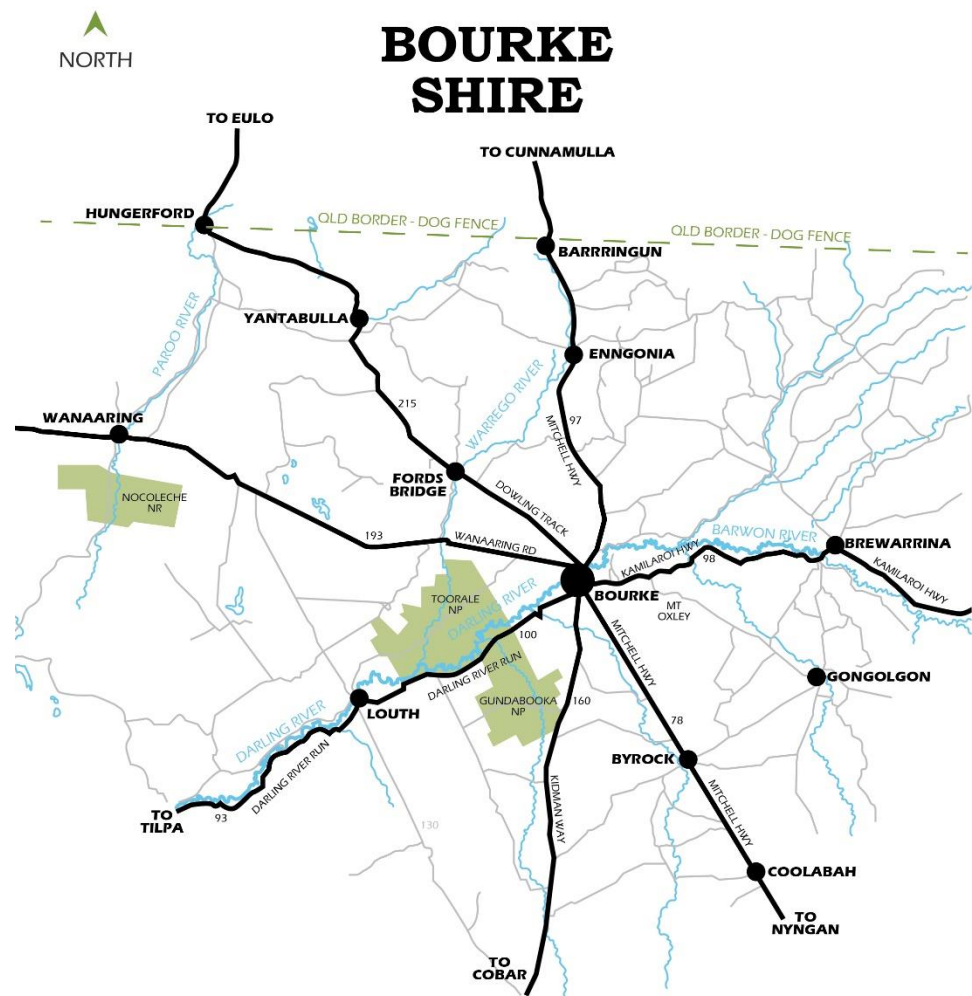 BOURKE
SHIRE
NORTH
TO EULO
TO CUNNAMULLA
HUNGERFORD
QLD BORDER - DOG FENCE
QLD BORDER - DOG FENCE
BARRRINGUN
YANTABULLA
PAROO RIVER
ENNGONIA
WARREGO RIVER
215
97
MITCHELL HWY
WANAARING
FORDS
BRIDGE
DOWLING TRACK
NOCOLECHE
NR
193
WANAARING RD
BARWON RIVER
BREWARRINA
KAMILAROI HWY
98
KAMILAROI HWY
BOURKE
TOORALE
NP
DARLING RIVER
MT
OXLEY
100
DARLING RIVER RUN
MITCHELL HWY
GONGOLGON
LOUTH
GUNDABOOKA
NP
160
78
DARLING RIVER
DARLING RIVER RUN
BYROCK
TO
TILPA
93
130
KIDMAN WAY
MITCHELL HWY
COOLABAH
TO
NYNGAN
TO
COBAR